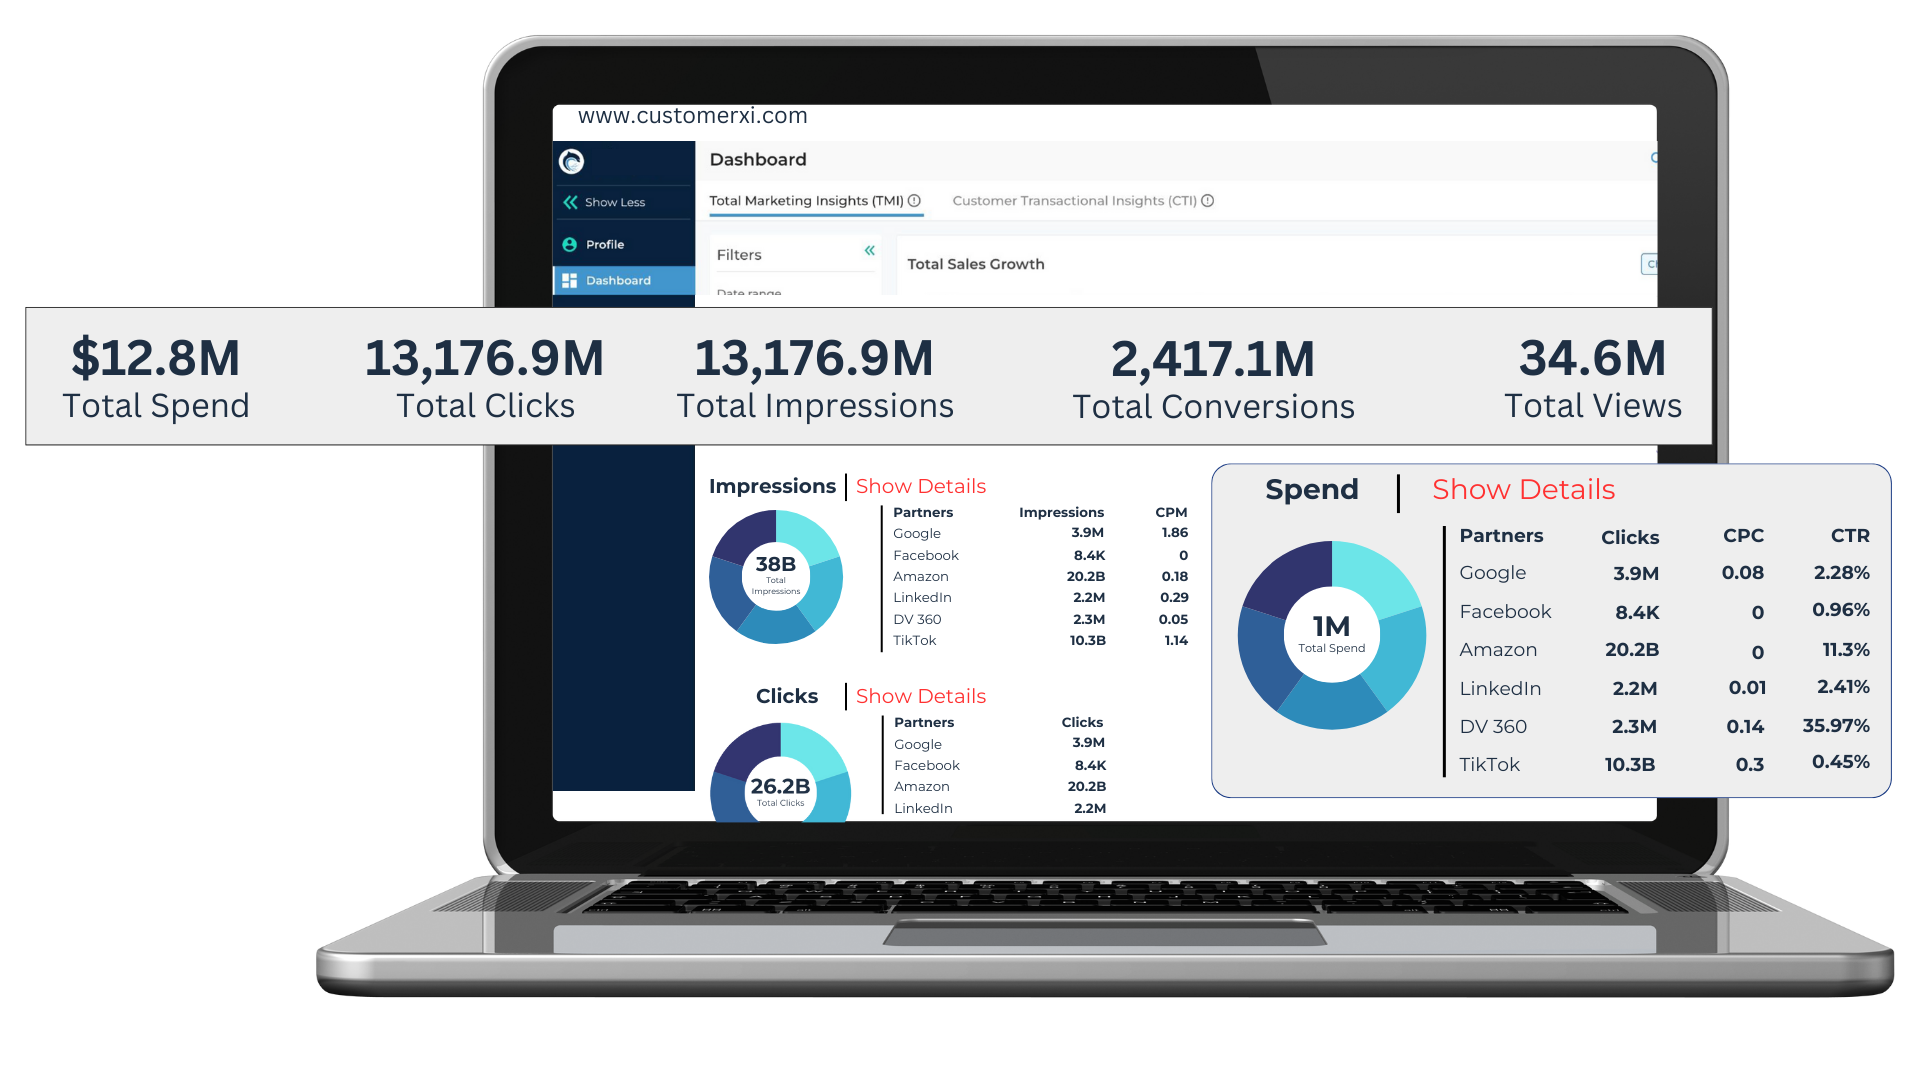 www.customerxi.com
Dashboard
Show Less
Total Marketing Insights (TMI)
Customer Transactional Insights (CTI)
Profile
Filters
Total Sales Growth
Dashboard
Date range
$12.8M 13,176.9M 13,176.9M 2,417.1M 34.6M
Total Spend Total Clicks Total Impressions Total Conversions Total Views
Impressions Show Details
Partners Impressions CPM
Google 3.9M 1.86
Facebook 8.4K 0
Amazon 20.2B 0.18
LinkedIn 2.2M 0.29
DV 360 2.3M 0.05
TikTok 10.3B 1.14
38B
Total
Impressions
Clicks Show Details
Partners Clicks
Google 3.9M
Facebook 8.4K
Amazon 20.2B
LinkedIn 2.2M
26.2B
Total Clicks
Spend Show Details
Partners Clicks CPC CTR
Google 3.9M 0.08 2.28%
Facebook 8.4K 0 0.96%
Amazon 20.2B 0 11.3%
LinkedIn 2.2M 0.01 2.41%
DV 360 2.3M 0.14 35.97%
TikTok 10.3B 0.3 0.45%
1M
Total Spend